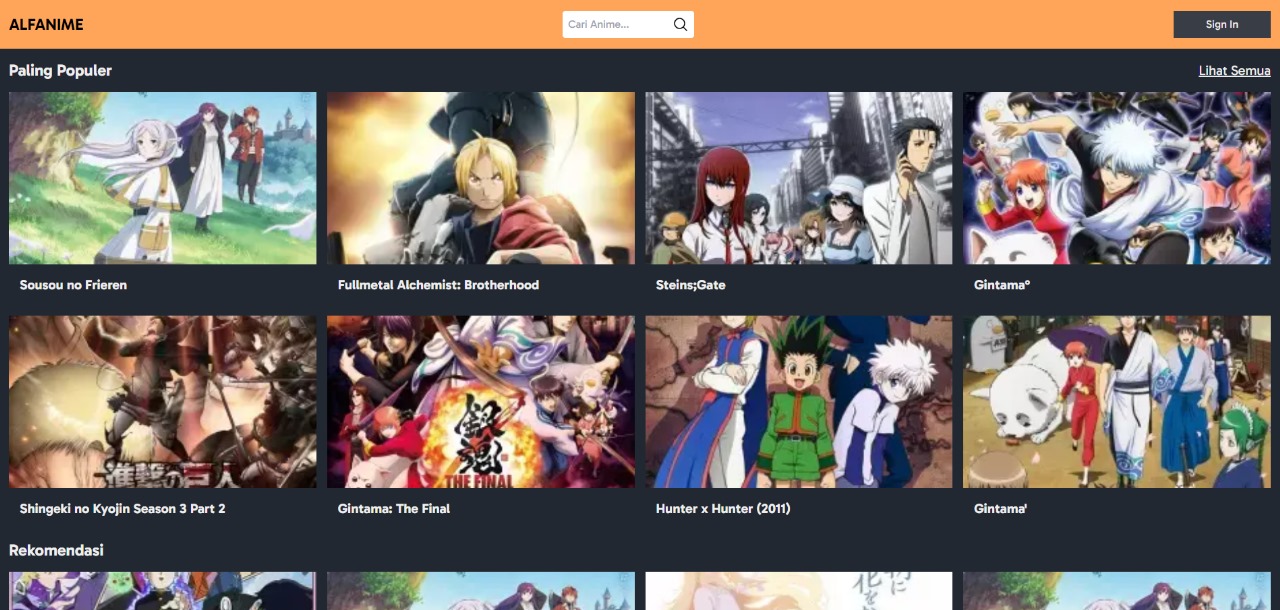 ALFANIME
Cari Anime...
Sign In
Paling Populer
Lihat Semua
Sousou no Frieren
Fullmetal Alchemist: Brotherhood
Steins;Gate
Gintama°
進撃の巨人
銀魂
THE FINAL
Shingeki no Kyojin Season 3 Part 2
Gintama: The Final
Hunter x Hunter (2011)
Gintama'
Rekomendasi